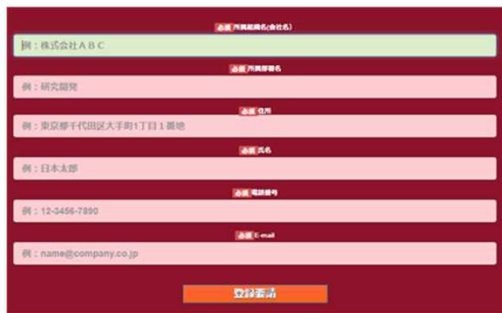 必須 所属組織名(会社名)
例：株式会社ＡＢＣ
必須 所属部署名
例：研究開発
必須 住所
例：東京都千代田区大手町1丁目１番地
必須 氏名
例：日本太郎
必須 電話番号
例：12-3456-7890
必須 E-mail
例：name@company.co.jp
登録要請